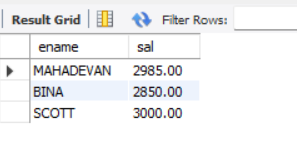 Result Grid Filter Rows:
ename sal
MAHADEVAN 2985.00
BINA 2850.00
SCOTT 3000.00